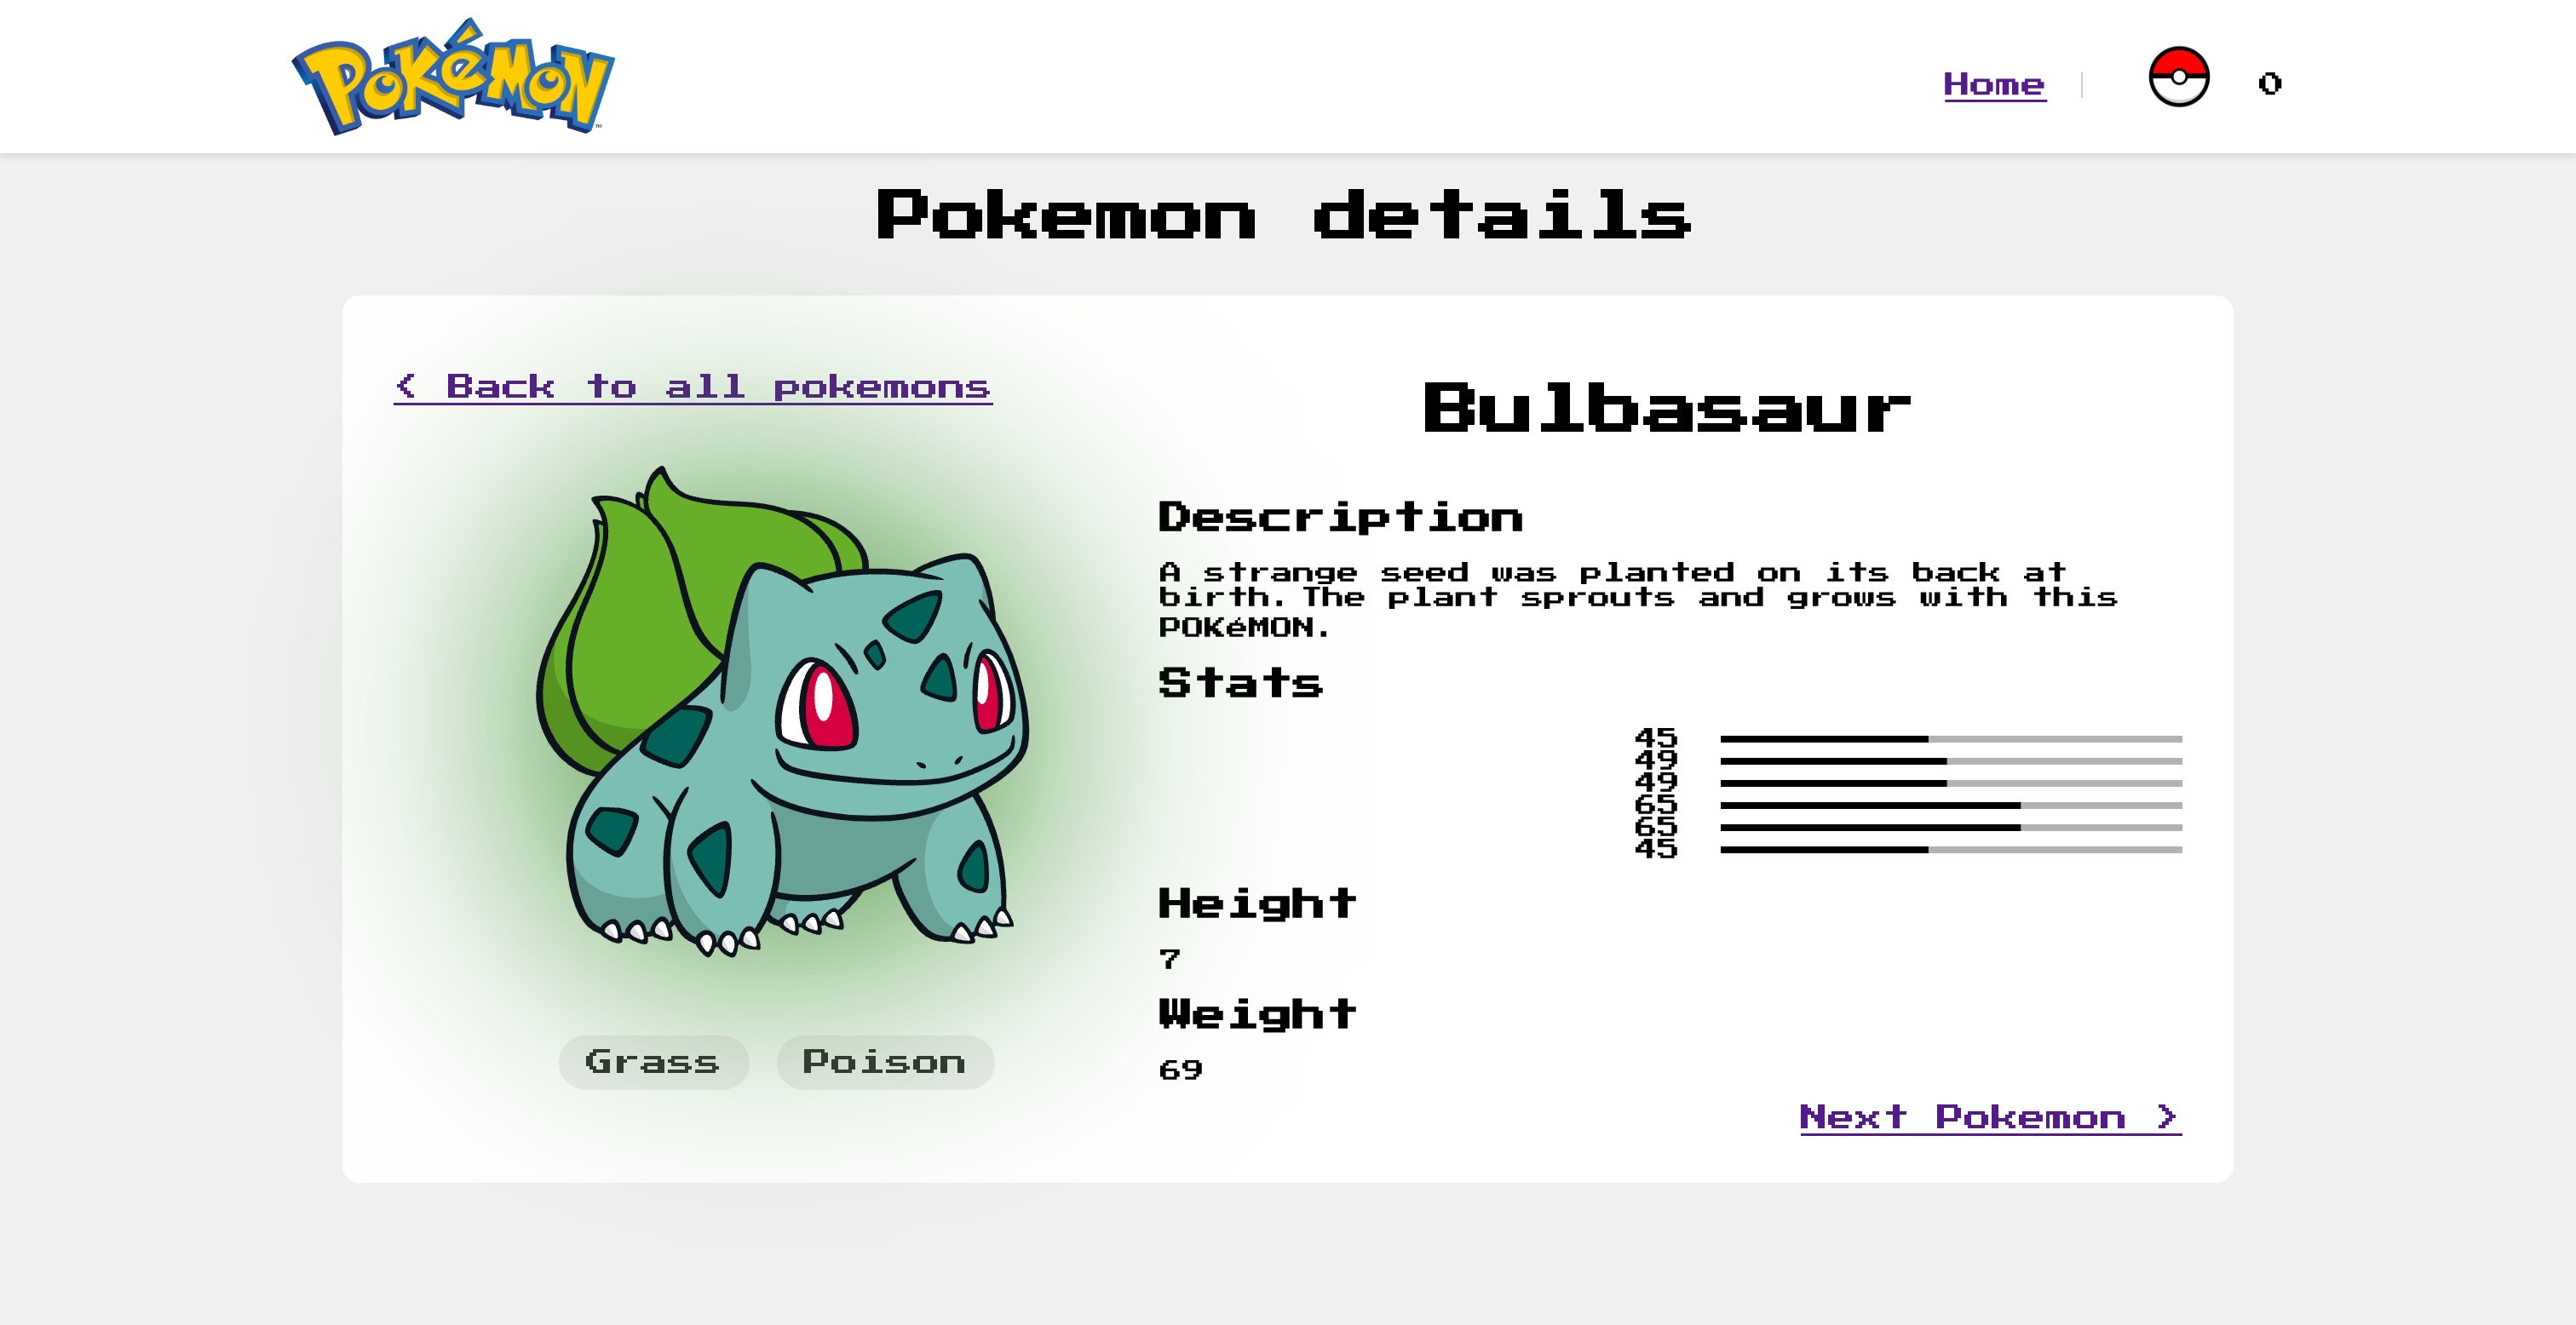 Pokémon™
Home
0
Pokemon details
< Back to all pokemons
Grass
Poison
Bulbasaur
Description
A strange seed was planted on its back at
birth. The plant sprouts and grows with this
POKéMON.
Stats
45
49
49
65
65
45
Height
7
Weight
69
Next Pokemon >